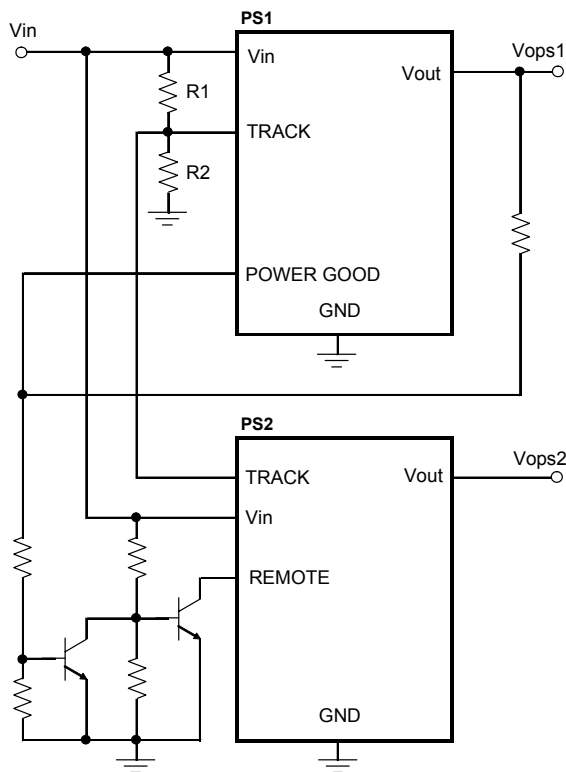 PS1
Vin
Vin
Vout
Vops1
R1
TRACK
R2
POWER GOOD
GND
PS2
TRACK
Vout
Vops2
Vin
REMOTE
GND